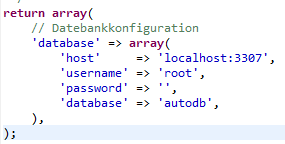 return array(
// Datebankkonfiguration
'database' => array(
'host' => 'localhost:3307',
'username' => 'root',
'password' => '',
'database' => 'autodb',
),
);